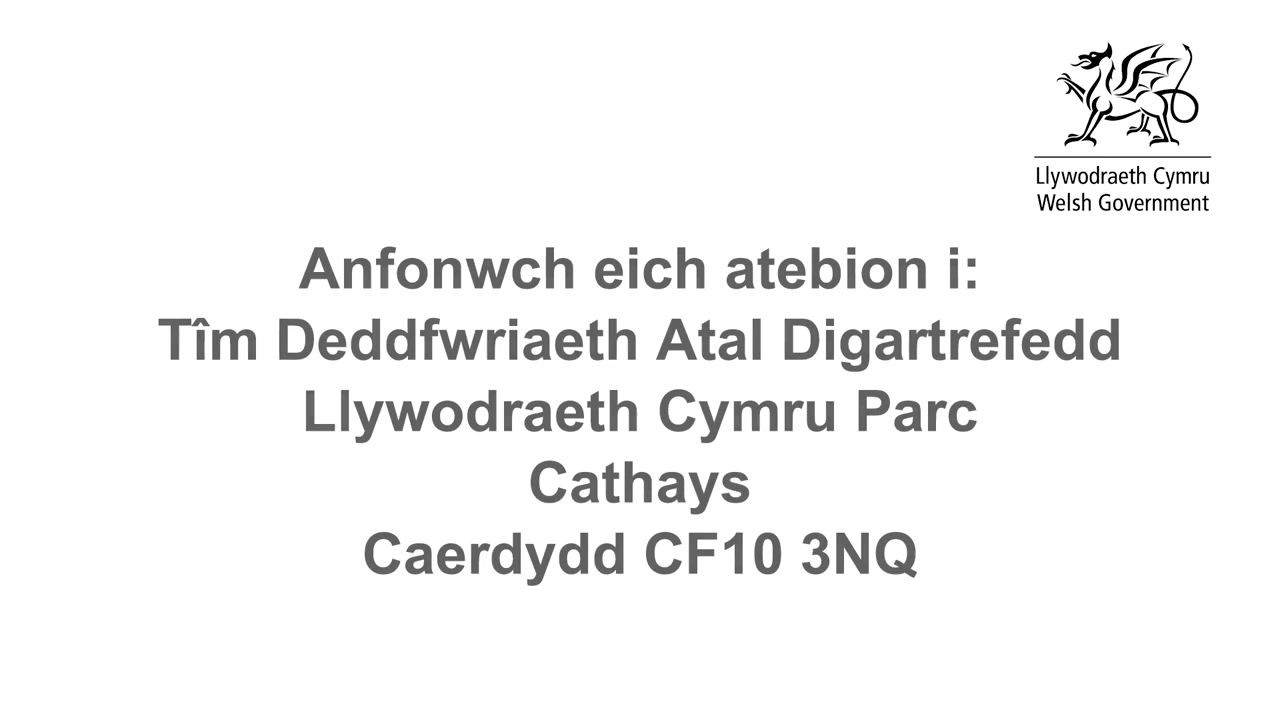 Llywodraeth Cymru
Welsh Government
Anfonwch eich atebion i:
Tîm Deddfwriaeth Atal Digartrefedd
Llywodraeth Cymru Parc
Cathays
Caerdydd CF10 3NQ